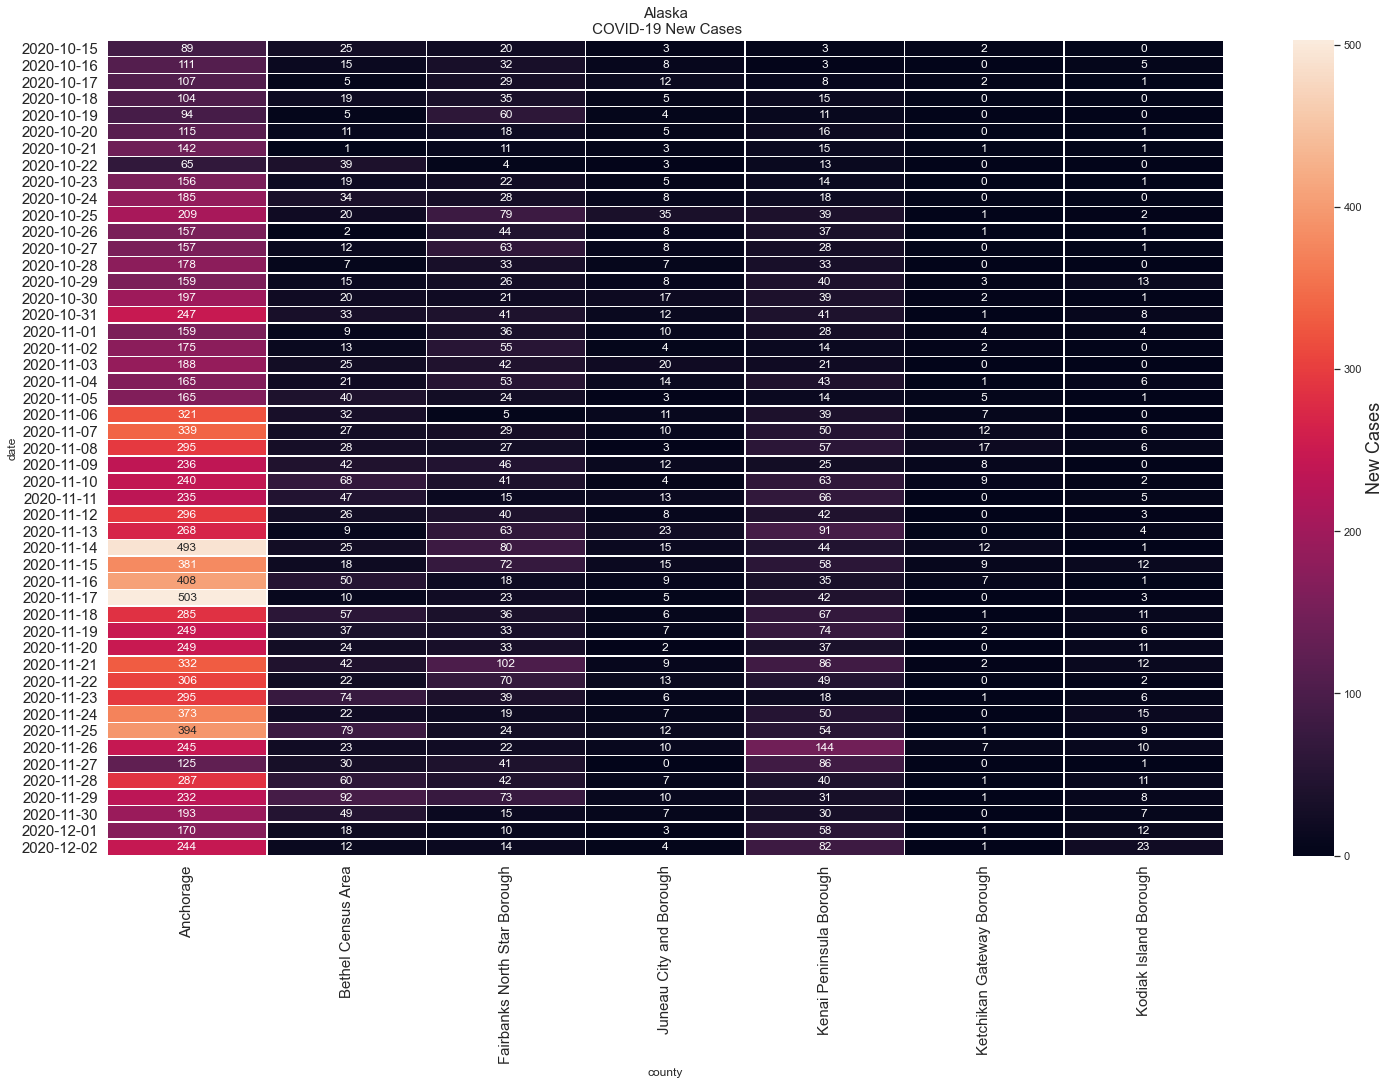 Alaska
COVID-19 New Cases
2020-10-15 89 25 20 3 3 2 0
2020-10-16 111 15 32 8 3 0 5
2020-10-17 107 5 29 12 8 2 1
2020-10-18 104 19 35 5 15 0 0
2020-10-19 94 5 60 4 11 0 0
2020-10-20 115 11 18 5 16 0 1
2020-10-21 142 1 11 3 15 1 1
2020-10-22 65 39 4 3 13 0 0
2020-10-23 156 19 22 5 14 0 1
2020-10-24 185 34 28 8 18 0 0
2020-10-25 209 20 79 35 39 1 2
2020-10-26 157 2 44 8 37 1 1
2020-10-27 157 12 63 8 28 0 1
2020-10-28 178 7 33 7 33 0 0
2020-10-29 159 15 26 8 40 3 13
2020-10-30 197 20 21 17 39 2 1
2020-10-31 247 33 41 12 41 1 8
2020-11-01 159 9 36 10 28 4 4
2020-11-02 175 13 55 4 14 2 0
2020-11-03 188 25 42 20 21 0 0
2020-11-04 165 21 53 14 43 1 6
2020-11-05 165 40 24 3 14 5 1
2020-11-06 321 32 5 11 39 7 0
2020-11-07 339 27 29 10 50 12 6
2020-11-08 295 28 27 3 57 17 6
2020-11-09 236 42 46 12 25 8 0
2020-11-10 240 68 41 4 63 9 2
2020-11-11 235 47 15 13 66 0 5
2020-11-12 296 26 40 8 42 0 3
2020-11-13 268 9 63 23 91 0 4
2020-11-14 493 25 80 15 44 12 1
2020-11-15 381 18 72 15 58 9 12
2020-11-16 408 50 18 9 35 7 1
2020-11-17 503 10 23 5 42 0 3
2020-11-18 285 57 36 6 67 1 11
2020-11-19 249 37 33 7 74 2 6
2020-11-20 249 24 33 2 37 0 11
2020-11-21 332 42 102 9 86 2 12
2020-11-22 306 22 70 13 49 0 2
2020-11-23 295 74 39 6 18 1 6
2020-11-24 373 22 19 7 50 0 15
2020-11-25 394 79 24 12 54 1 9
2020-11-26 245 23 22 10 144 7 10
2020-11-27 125 30 41 0 86 0 1
2020-11-28 287 60 42 7 40 1 11
2020-11-29 232 92 73 10 31 1 8
2020-11-30 193 49 15 7 30 0 7
2020-12-01 170 18 10 3 58 1 12
2020-12-02 244 12 14 4 82 1 23
date
Anchorage
Bethel Census Area
Fairbanks North Star Borough
Juneau City and Borough
Kenai Peninsula Borough
Ketchikan Gateway Borough
Kodiak Island Borough
county
500
400
300
200
100
0
New Cases